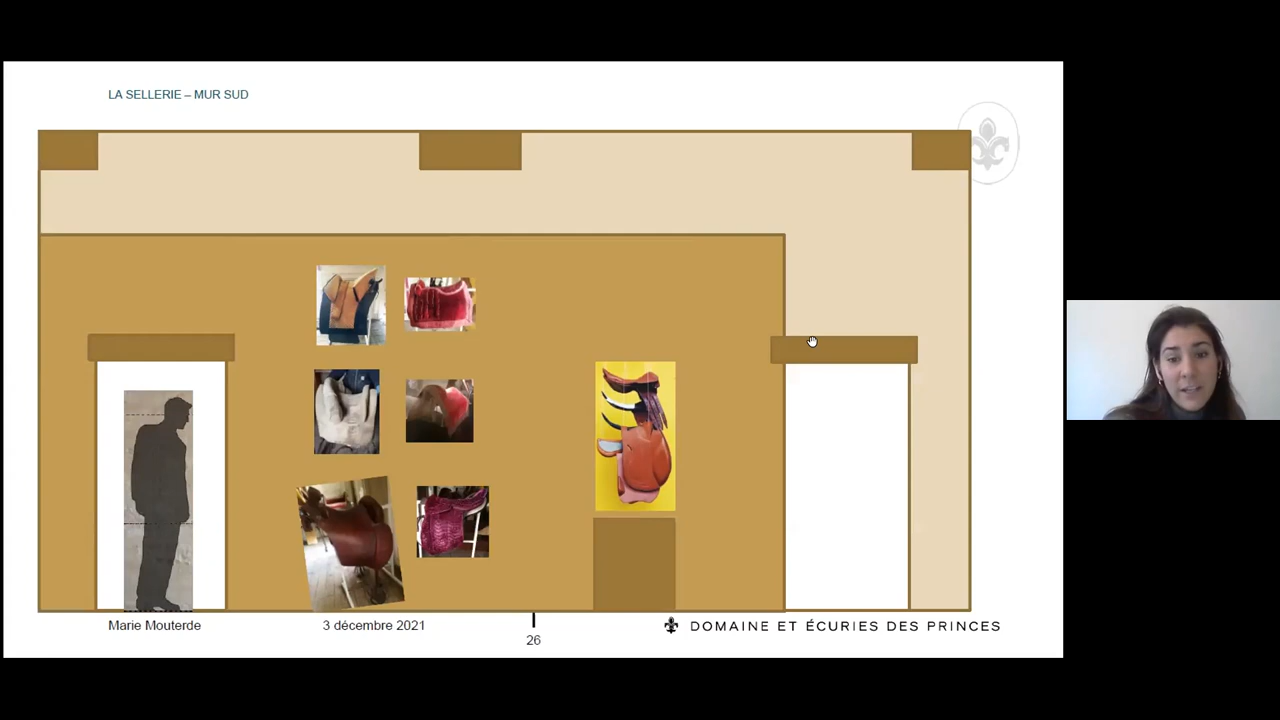 LA SELLERIE – MUR SUD
Marie Mouterde
3 décembre 2021
26
DOMAINE ET ÉCURIES DES PRINCES